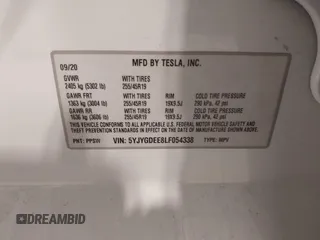 MFD BY TESLA, INC.
09/20
GVWR WITH TIRES
2405 kg (5302 lb) 255/45R19
GAWR FRT WITH TIRES RIM COLD TIRE PRESSURE
1363 kg (3004 lb) 255/45R19 19X9.5J 290 kPa, 42 psi
GAWR RR WITH TIRES RIM COLD TIRE PRESSURE
1636 kg (3606 lb) 255/45R19 19X9.5J 290 kPa, 42 psi
THIS VEHICLE CONFORMS TO ALL APPLICABLE U.S. FEDERAL MOTOR VEHICLE SAFETY
AND THEFT PREVENTION STANDARDS IN EFFECT ON THE DATE OF MANUFACTURE SHOWN
ABOVE.
PNT: PPSW VIN: 5YJYGDEE8LF054338 TYPE: MPV
DREAMBID